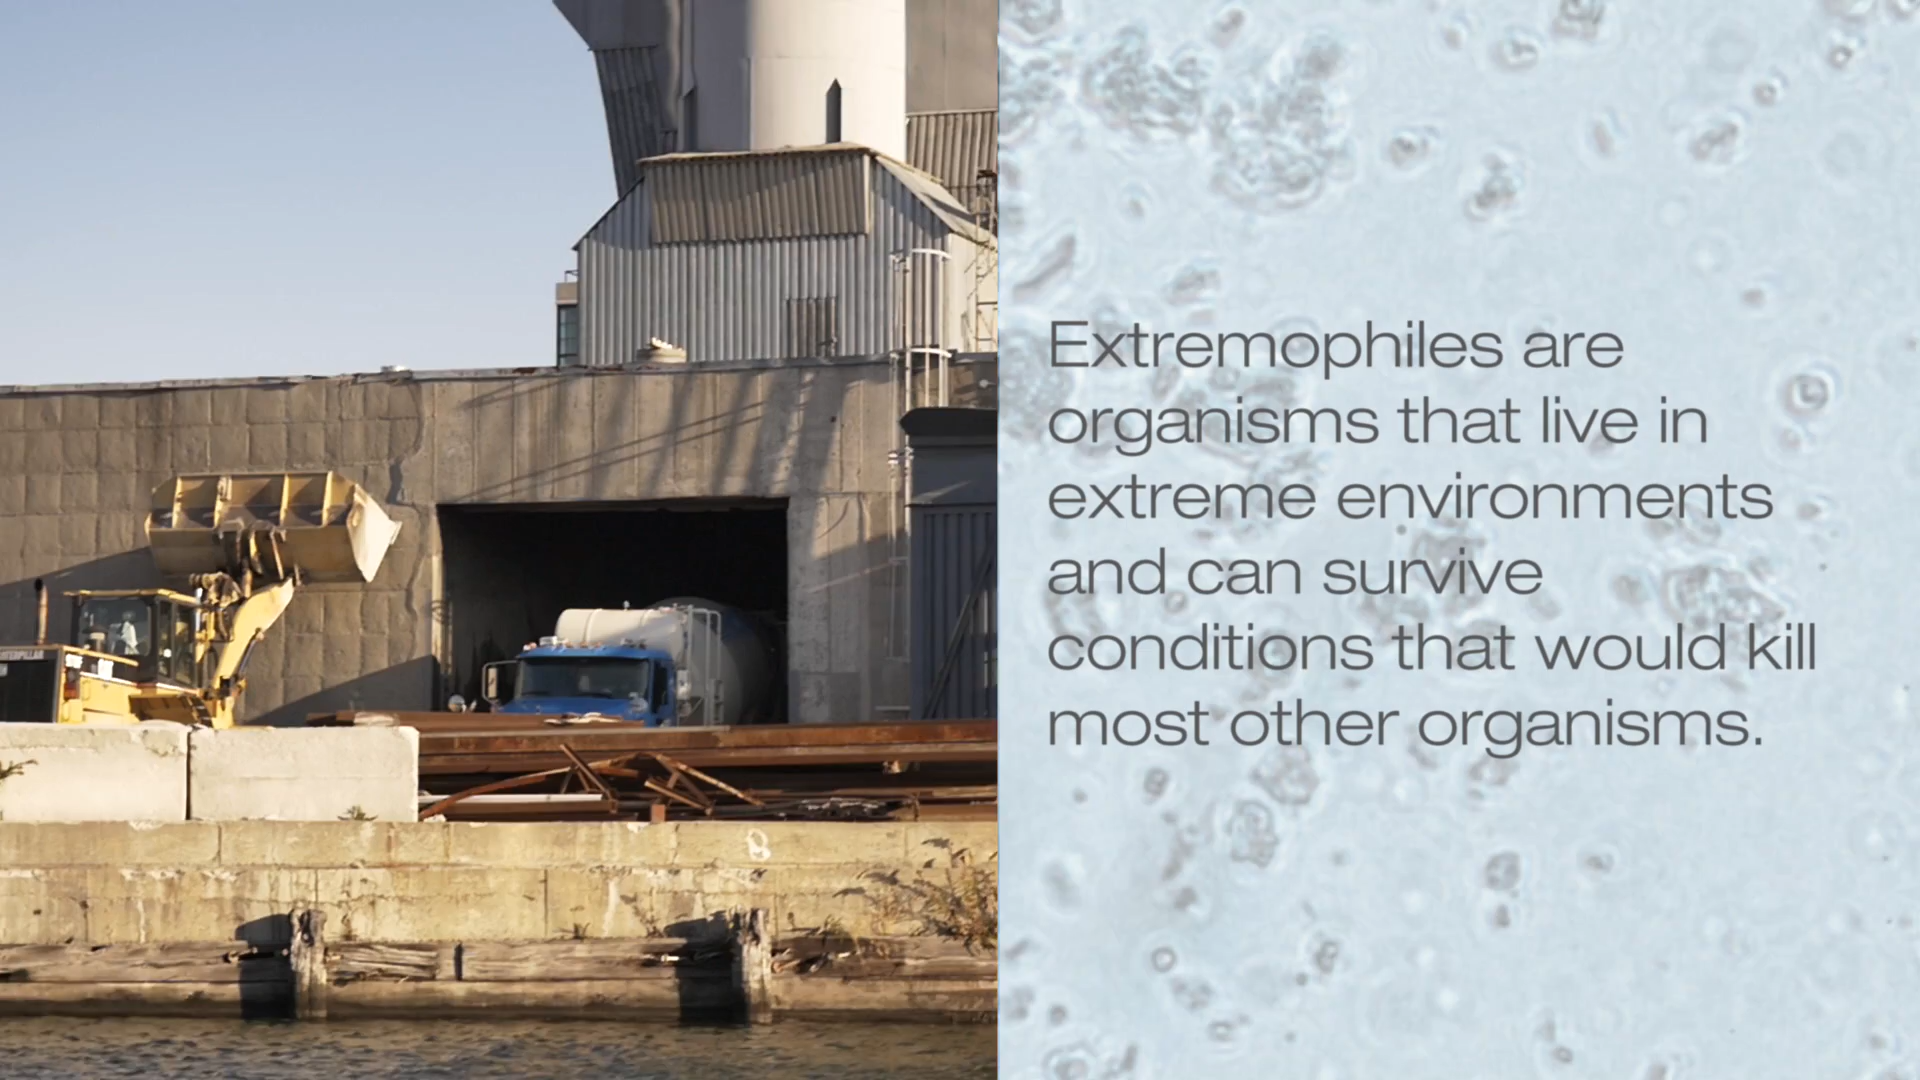 Extremophiles are
organisms that live in
extreme environments
and can survive
conditions that would kill
most other organisms.